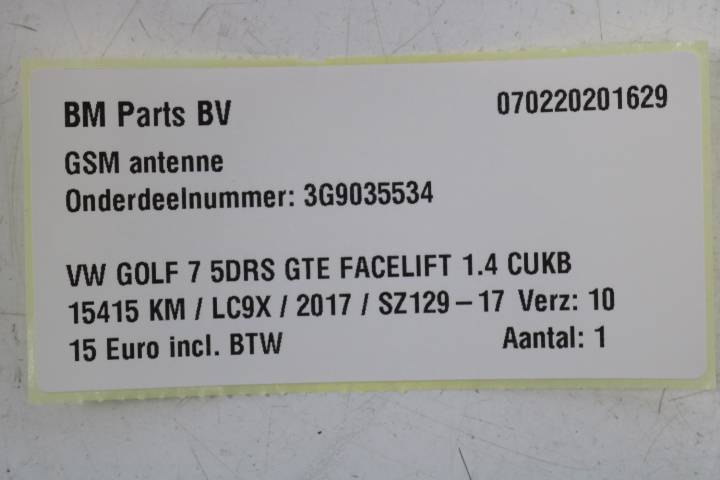 BM Parts BV 070220201629
GSM antenne
Onderdeelnummer: 3G9035534
VW GOLF 7 5DRS GTE FACELIFT 1.4 CUKB
15415 KM / LC9X / 2017 / SZ129 – 17 Verz: 10
15 Euro incl. BTW Aantal: 1